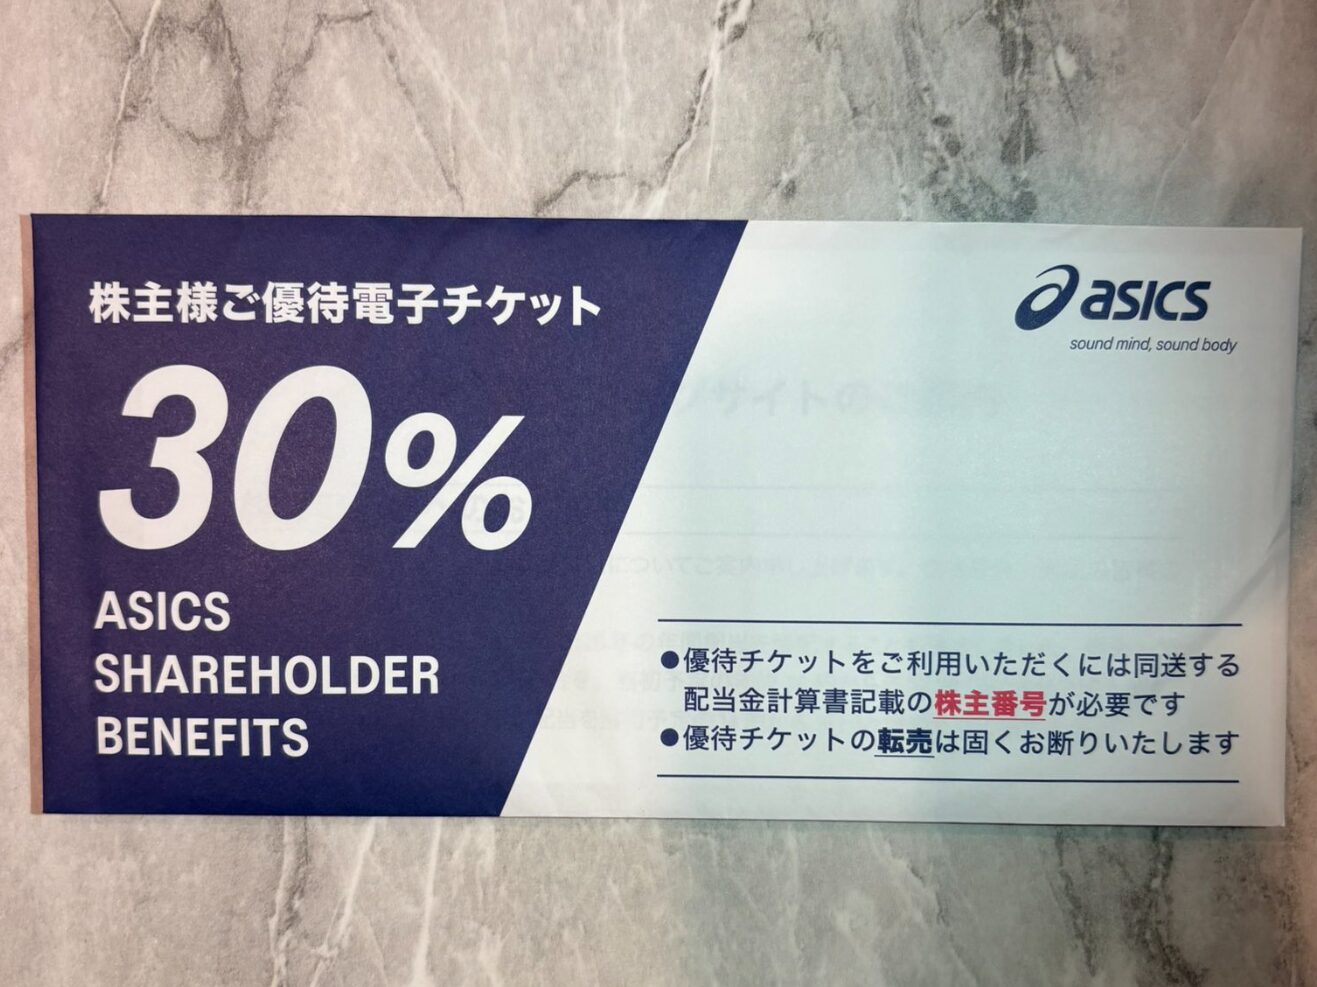 株主様ご優待電子チケット
30%
ASICS
SHAREHOLDER
BENEFITS
asics
sound mind, sound body
●優待チケットをご利用いただくには同送する
配当金計算書記載の株主番号が必要です
●優待チケットの転売は固くお断りいたします